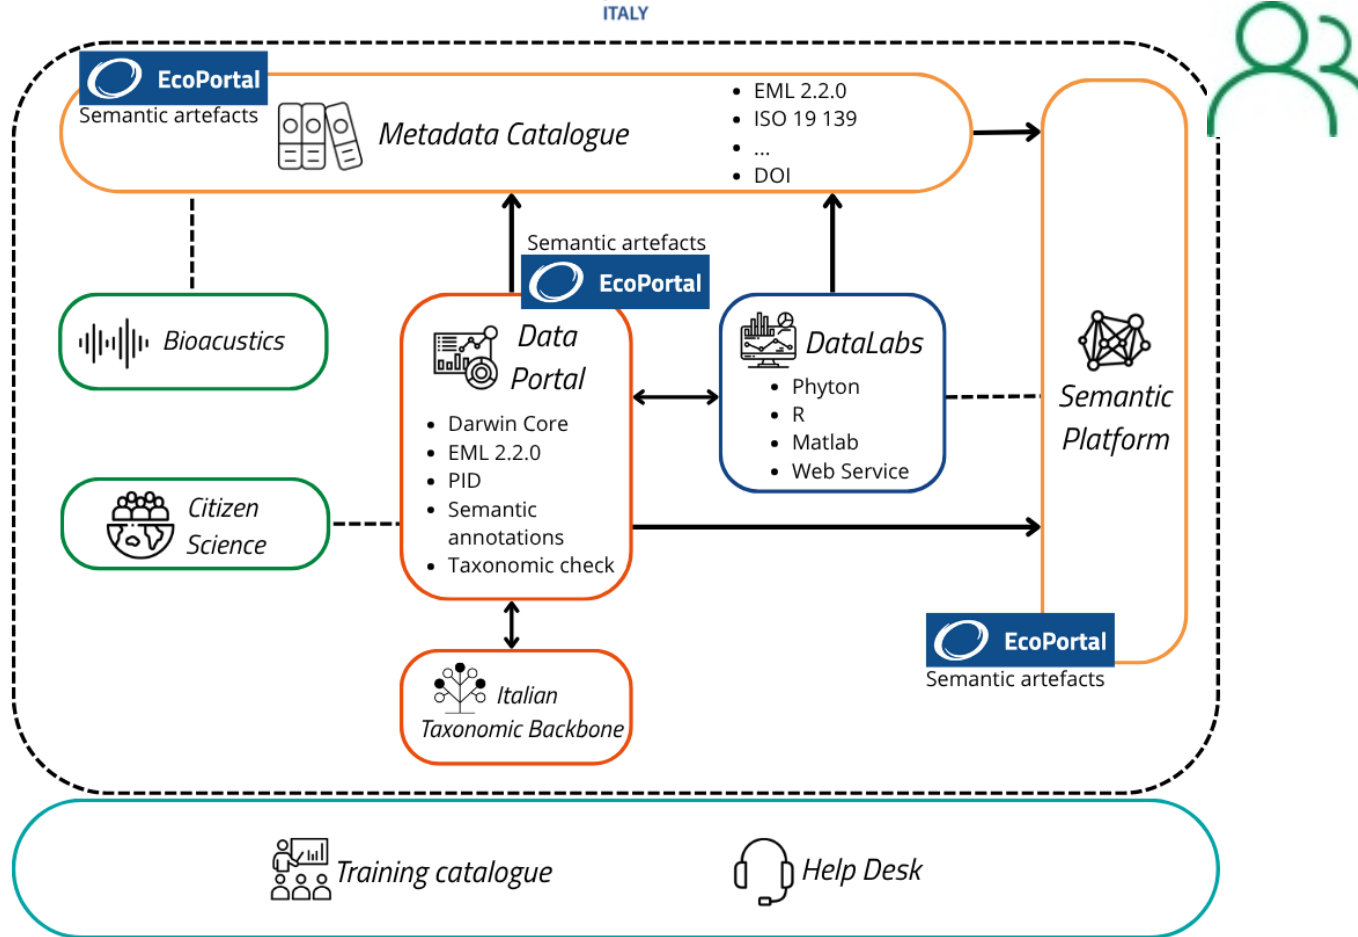 ITALY
EcoPortal
Semantic artefacts
Metadata Catalogue
• EML 2.2.0
• ISO 19 139
• ...
• DOI
Semantic artefacts
EcoPortal
Bioacustics
Data
Portal
• Darwin Core
• EML 2.2.0
• PID
• Semantic
annotations
• Taxonomic check
DataLabs
• Phyton
• R
• Matlab
• Web Service
Semantic
Platform
Citizen
Science
EcoPortal
Semantic artefacts
Italian
Taxonomic Backbone
Training catalogue
Help Desk